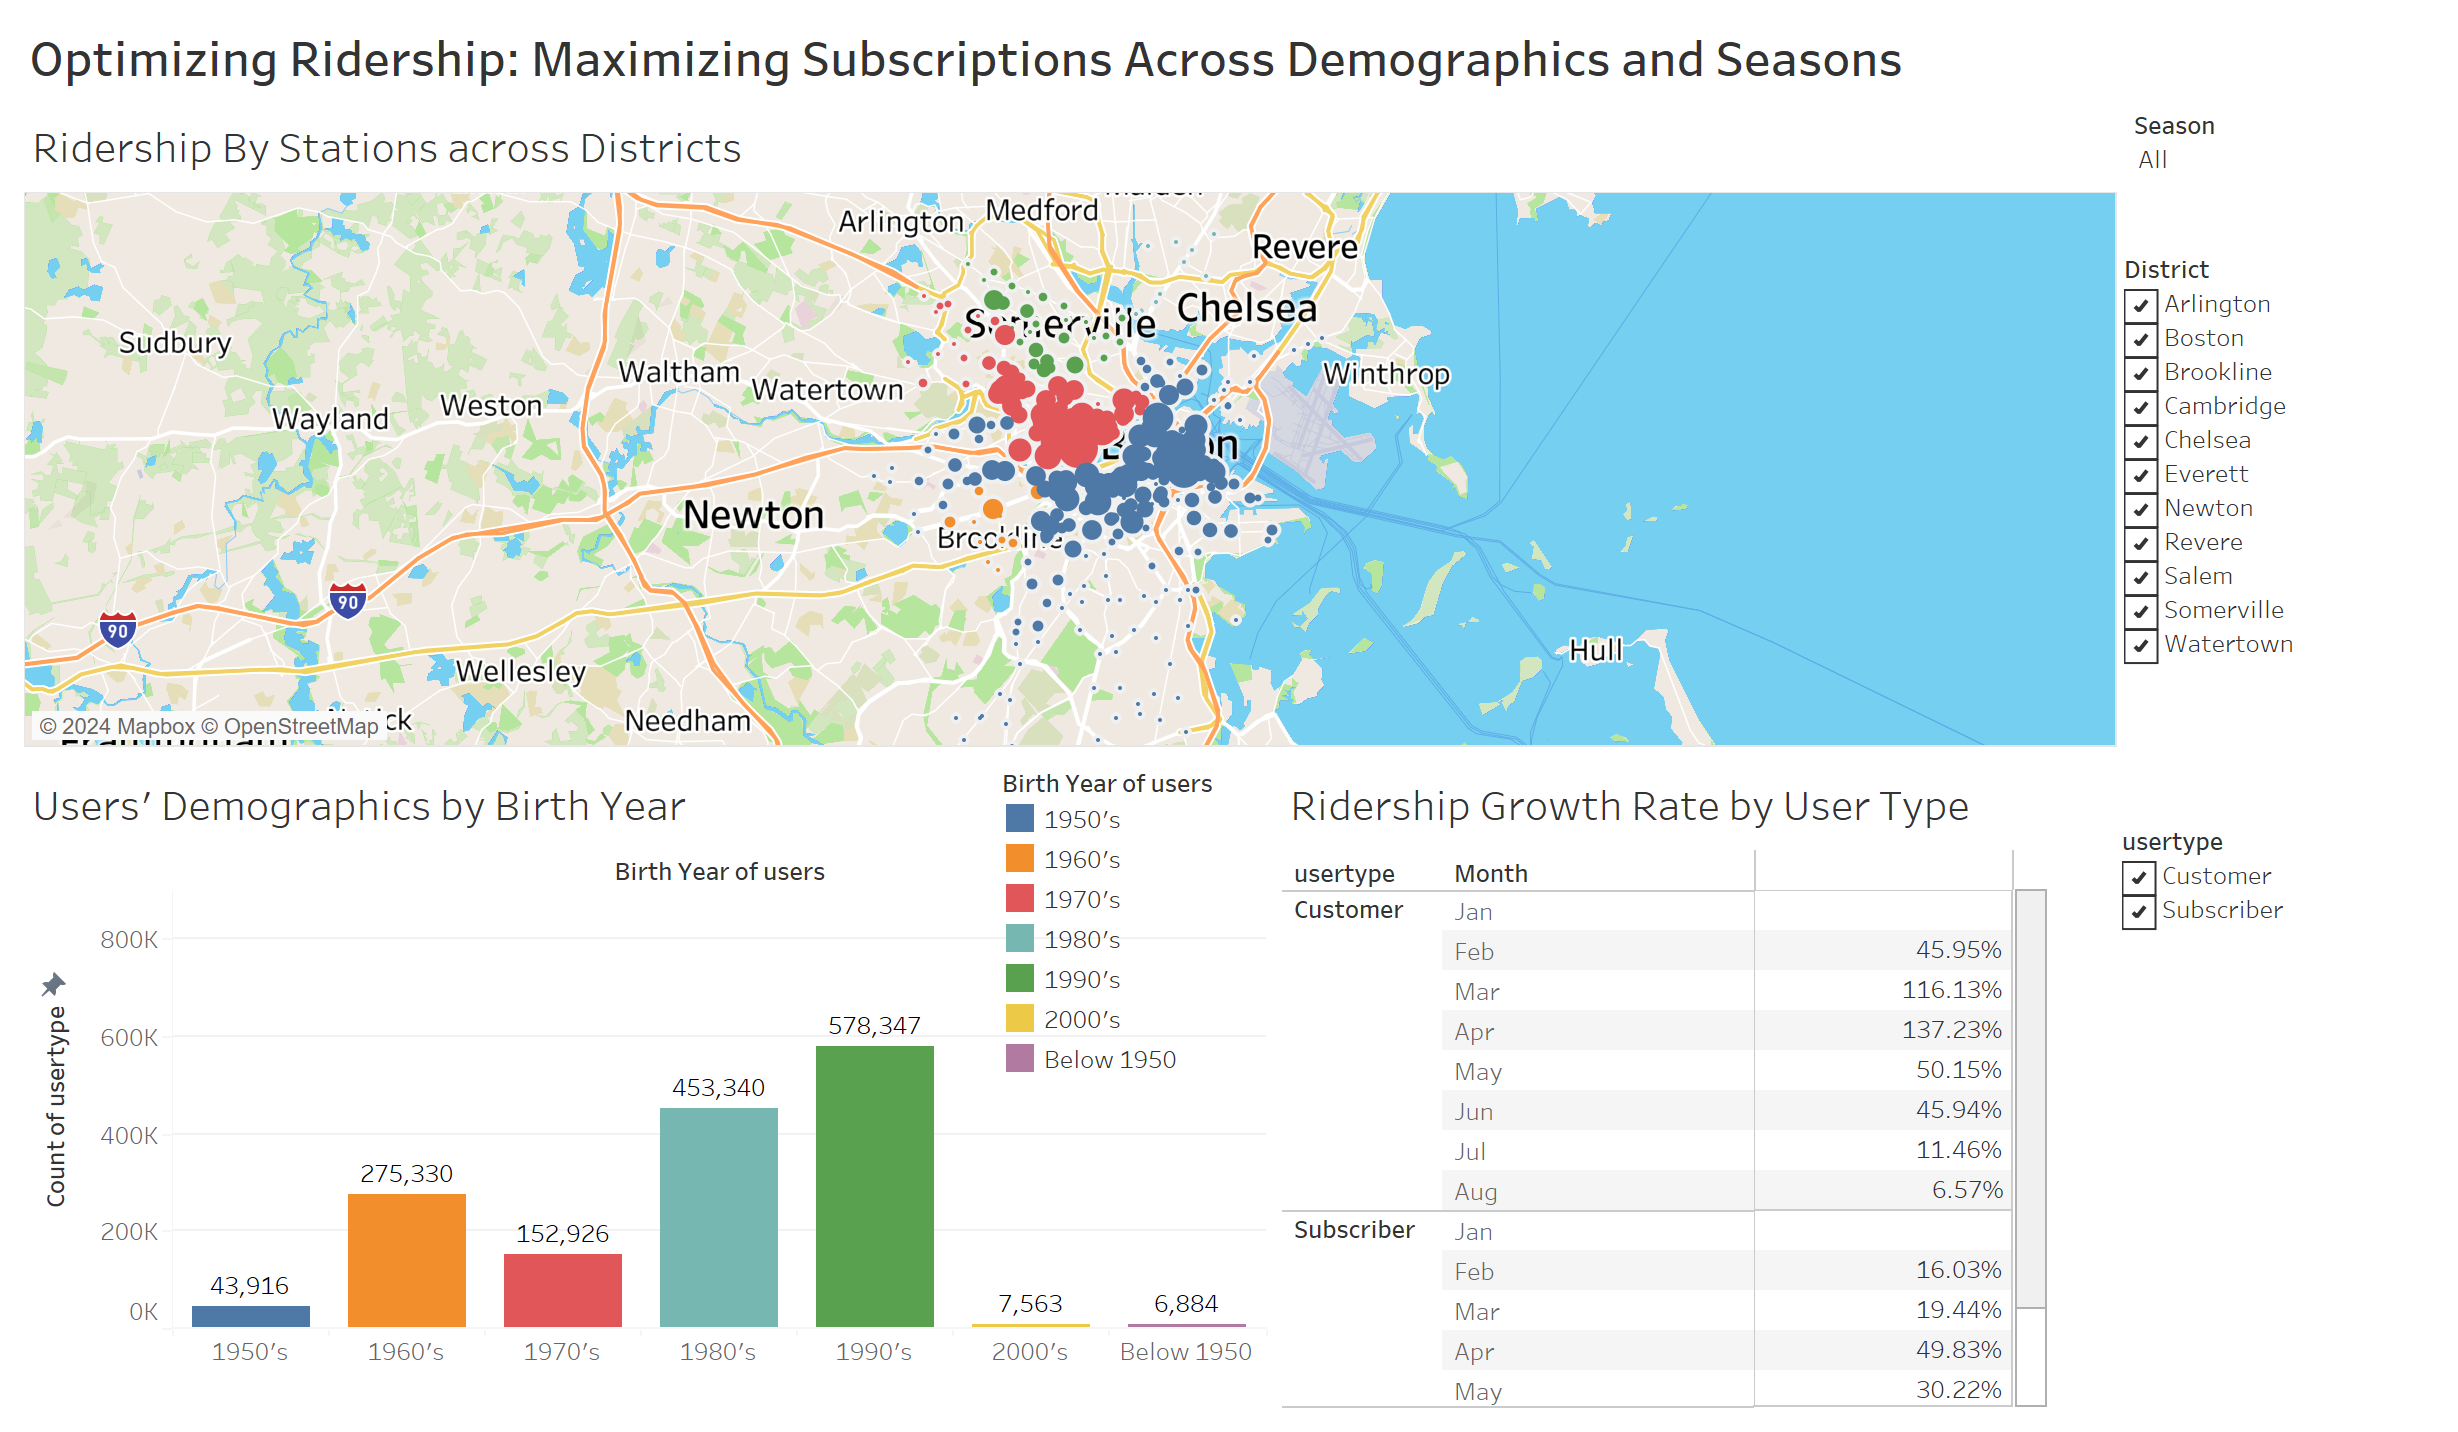 Optimizing Ridership: Maximizing Subscriptions Across Demographics and Seasons
Season
All
Ridership By Stations across Districts
Arlington
Medford
Revere
Chelsea
Sudbury
Waltham
Watertown
Winthrop
Wayland
Weston
Newton
90
90
Hull
Wellesley
Needham
© 2024 Mapbox © OpenStreetMap
District
Arlington
Boston
Brookline
Cambridge
Chelsea
Everett
Newton
Revere
Salem
Somerville
Watertown
Users’ Demographics by Birth Year
Birth Year of users
1950’s
1960’s
1970’s
1980’s
1990’s
2000’s
Below 1950
Birth Year of users
Count of usertype
800K
600K
400K
200K
0K
43,916
275,330
152,926
453,340
578,347
7,563
6,884
1950’s
1960’s
1970’s
1980’s
1990’s
2000’s
Below 1950
Ridership Growth Rate by User Type
usertype Month
Customer Jan
Feb 45.95%
Mar 116.13%
Apr 137.23%
May 50.15%
Jun 45.94%
Jul 11.46%
Aug 6.57%
Subscriber Jan
Feb 16.03%
Mar 19.44%
Apr 49.83%
May 30.22%
usertype
Customer
Subscriber